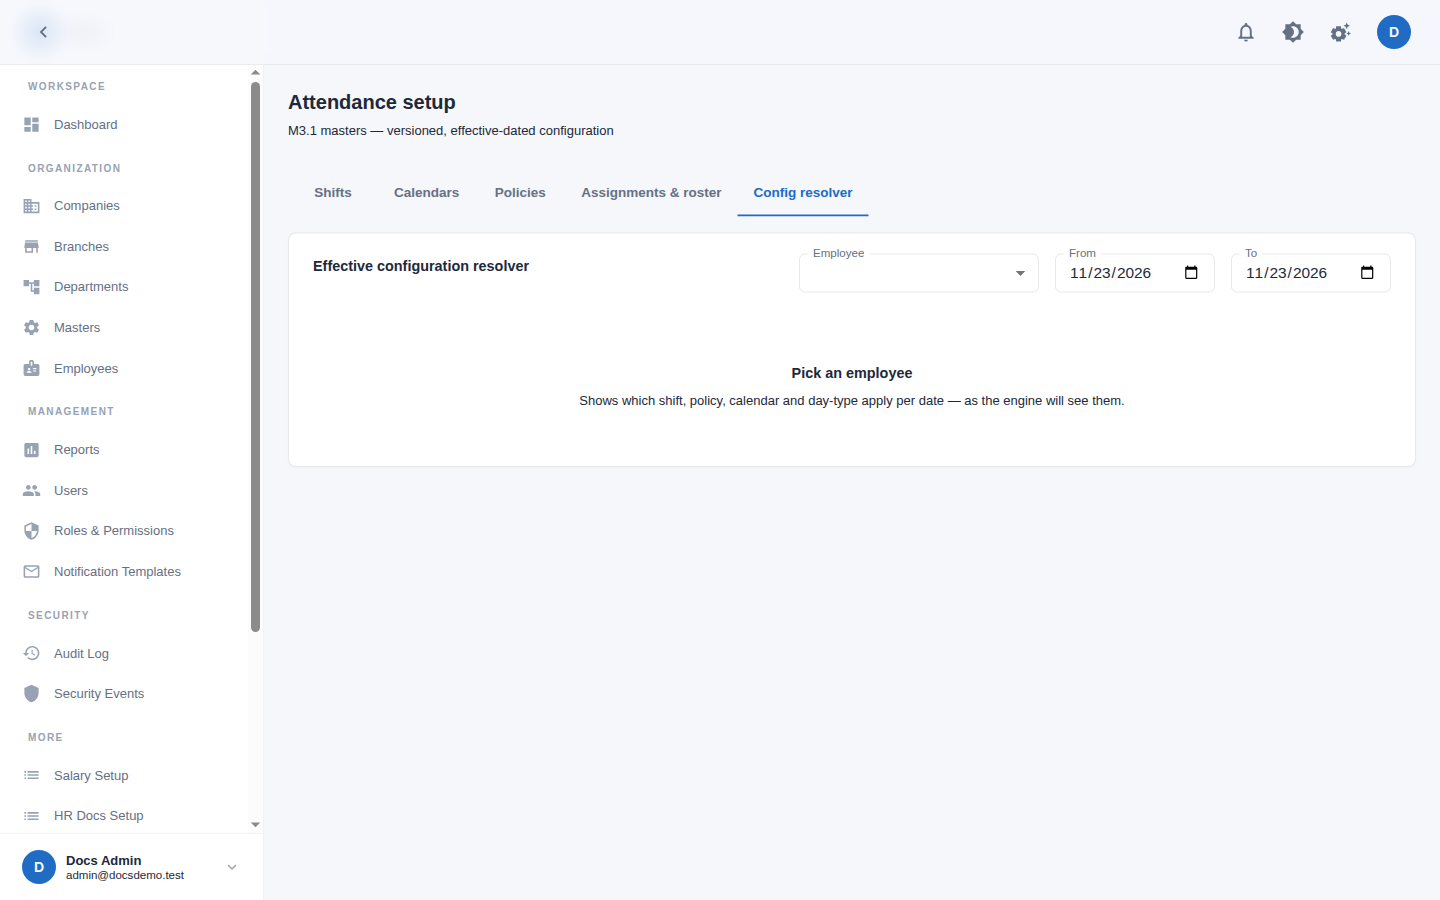 D
WORKSPACE
Dashboard
ORGANIZATION
Companies
Branches
Departments
Masters
Employees
MANAGEMENT
Reports
Users
Roles & Permissions
Notification Templates
SECURITY
Audit Log
Security Events
MORE
Salary Setup
HR Docs Setup
D
Docs Admin
admin@docsdemo.test
Attendance setup
M3.1 masters — versioned, effective-dated configuration
Shifts Calendars Policies Assignments & roster Config resolver
Effective configuration resolver
Employee
From
11/23/2026
To
11/23/2026
Pick an employee
Shows which shift, policy, calendar and day-type apply per date — as the engine will see them.